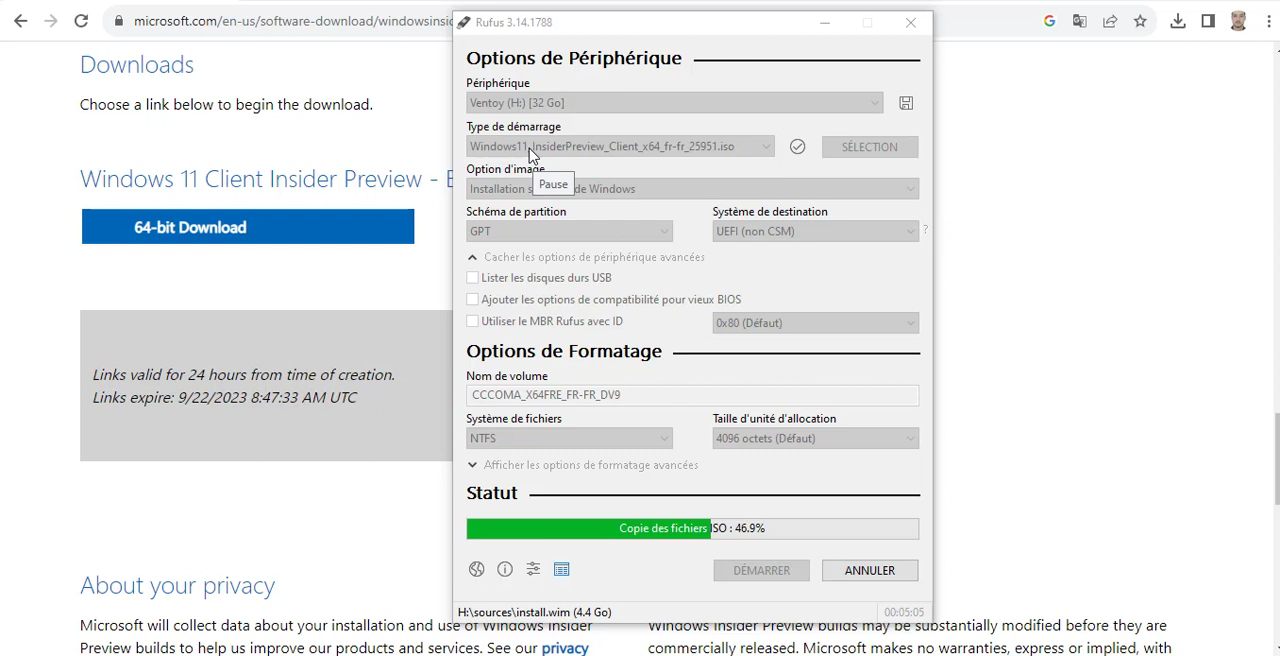 microsoft.com/en-us/software-download/windowsinsi
Downloads
Choose a link below to begin the download.
Windows 11 Client Insider Preview -
64-bit Download
Links valid for 24 hours from time of creation.
Links expire: 9/22/2023 8:47:33 AM UTC
About your privacy
Microsoft will collect data about your installation and use of Windows Insider
Preview builds to help us improve our products and services. See our privacy
Windows Insider Preview builds may be substantially modified before they are
commercially released. Microsoft makes no warranties, express or implied, with
Rufus 3.14.1788
Options de Périphérique
Périphérique
Ventoy (H:) [32 Go]
Type de démarrage
Windows11_InsiderPreview_Client_x64_fr-fr_25951.iso
SÉLECTION
Option d'image
Pause
Installation s de Windows
Schéma de partition
Système de destination
GPT
UEFI (non CSM)
?
Cacher les options de périphérique avancées
Lister les disques durs USB
Ajouter les options de compatibilité pour vieux BIOS
Utiliser le MBR Rufus avec ID
0x80 (Défaut)
Options de Formatage
Nom de volume
CCCOMA_X64FRE_FR-FR_DV9
Système de fichiers
Taille d'unité d'allocation
NTFS
4096 octets (Défaut)
Afficher les options de formatage avancées
Statut
Copie des fichiers ISO : 46.9%
DÉMARRER
ANNULER
H:\sources\install.wim (4.4 Go)
00:05:05